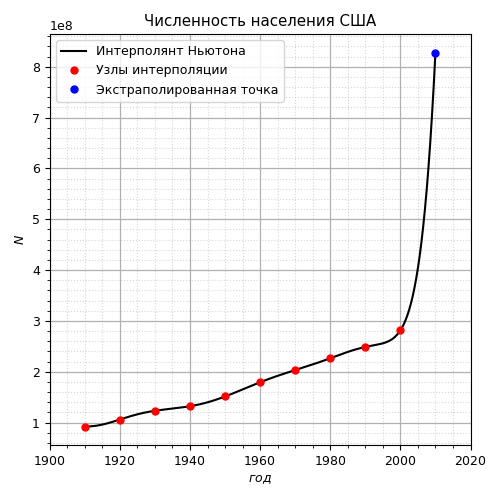 Численность населения США
1e8
Интерполянт Ньютона
Узлы интерполяции
Экстраполированная точка
8
7
6
5
4
3
2
1
N
1900 1920 1940 1960 1980 2000 2020
год